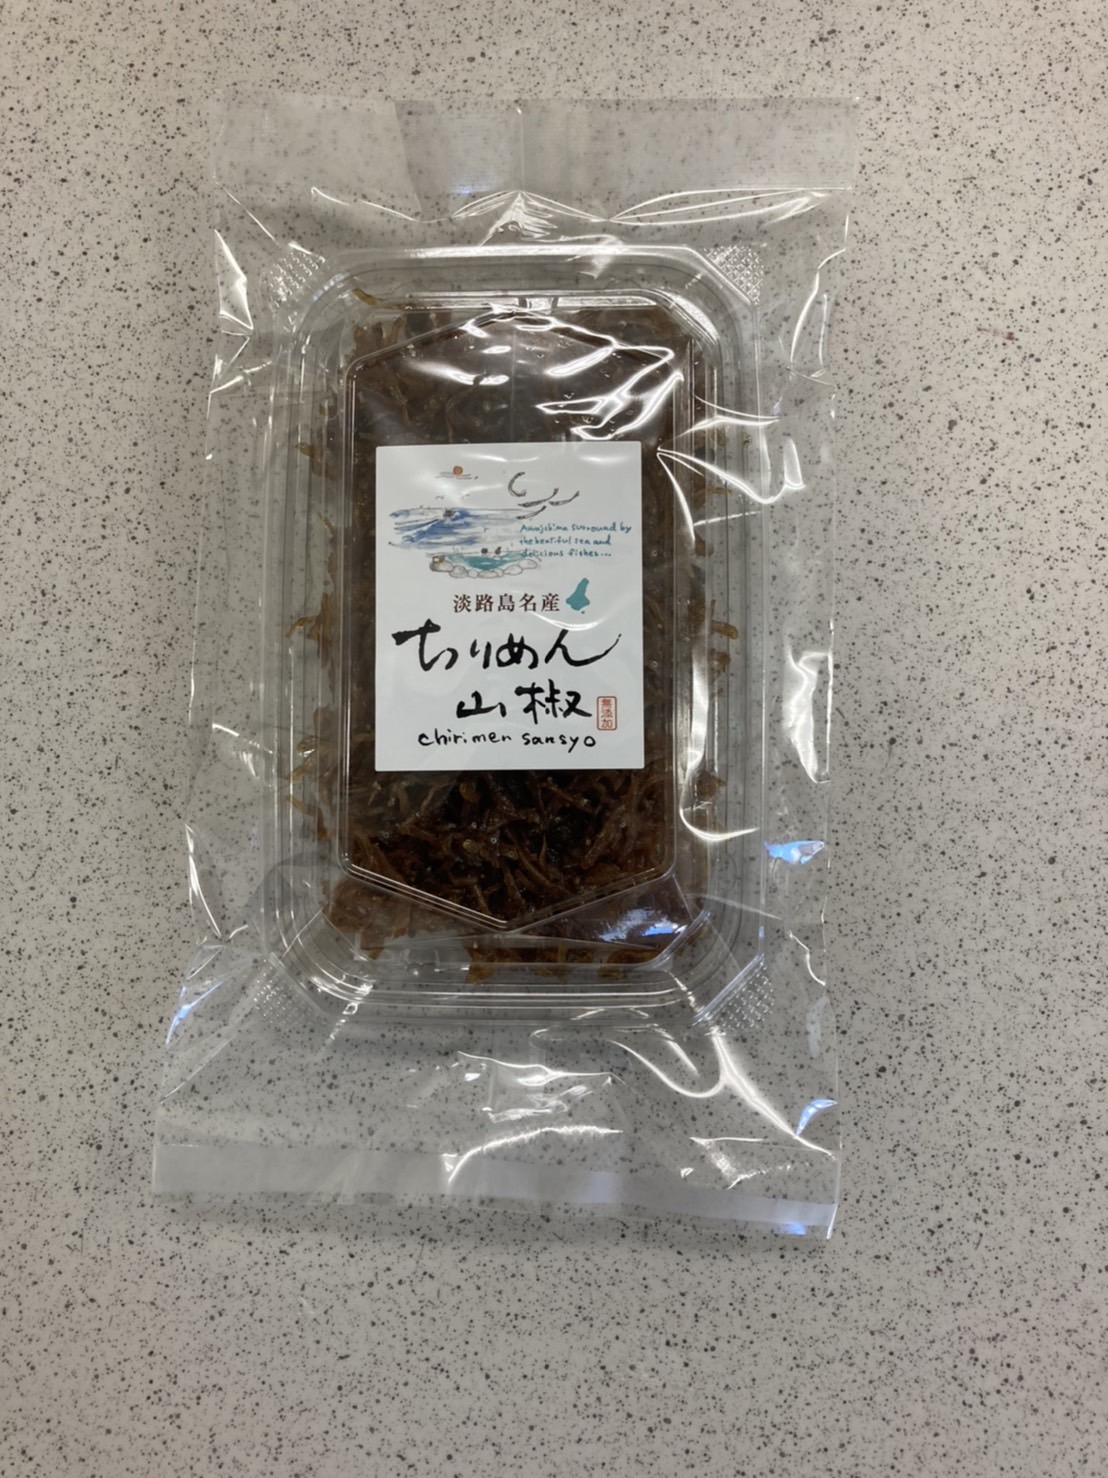 Awajishima surround by
the beautiful sea and
delicious fishes...
淡路島名産
ちりめん
山椒
無添加
chirimen sansyo